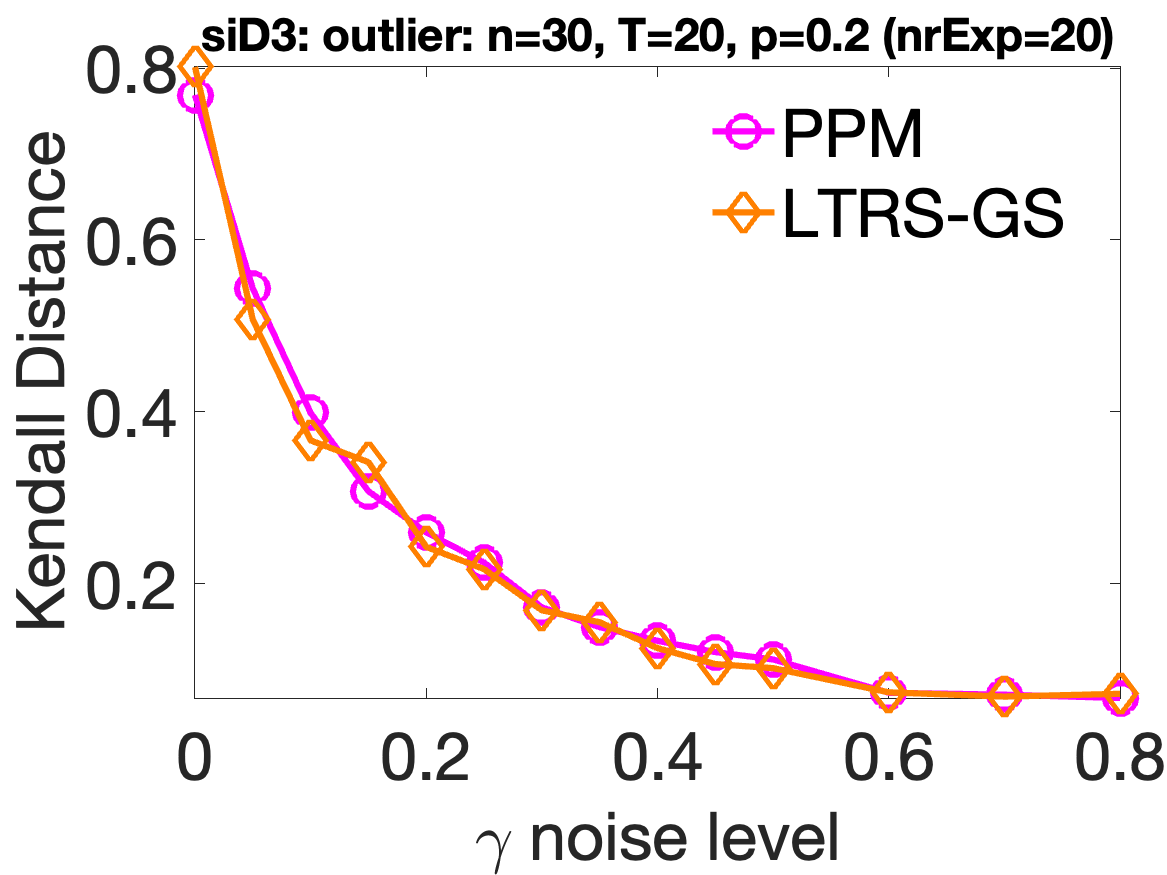 siD3: outlier: n=30, T=20, p=0.2 (nrExp=20)
PPM
LTRS-GS
Kendall Distance
0.8
0.6
0.4
0.2
0 0.2 0.4 0.6 0.8
γ noise level